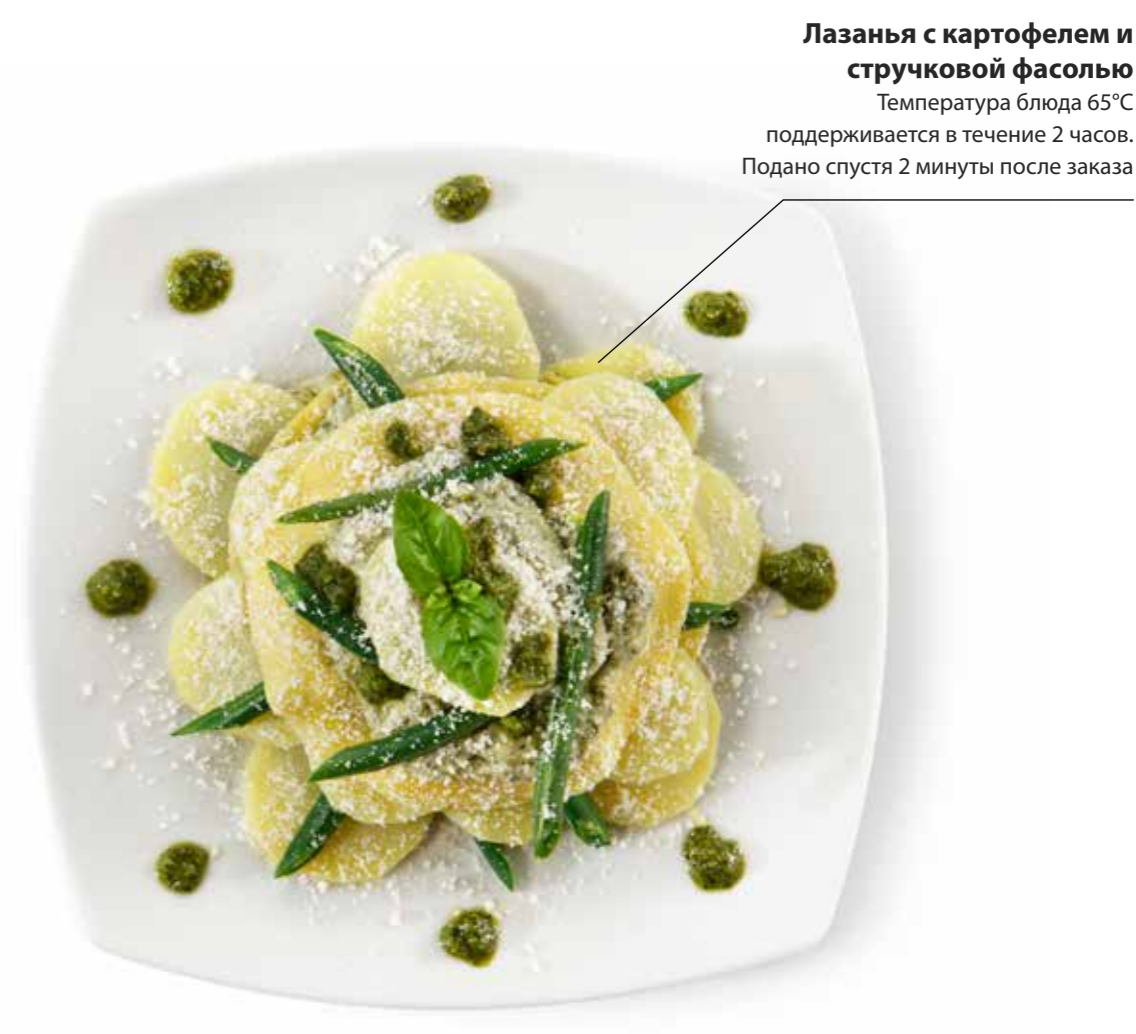 Лазанья с картофелем и
стручковой фасолью
Температура блюда 65°C
поддерживается в течение 2 часов.
Подано спустя 2 минуты после заказа